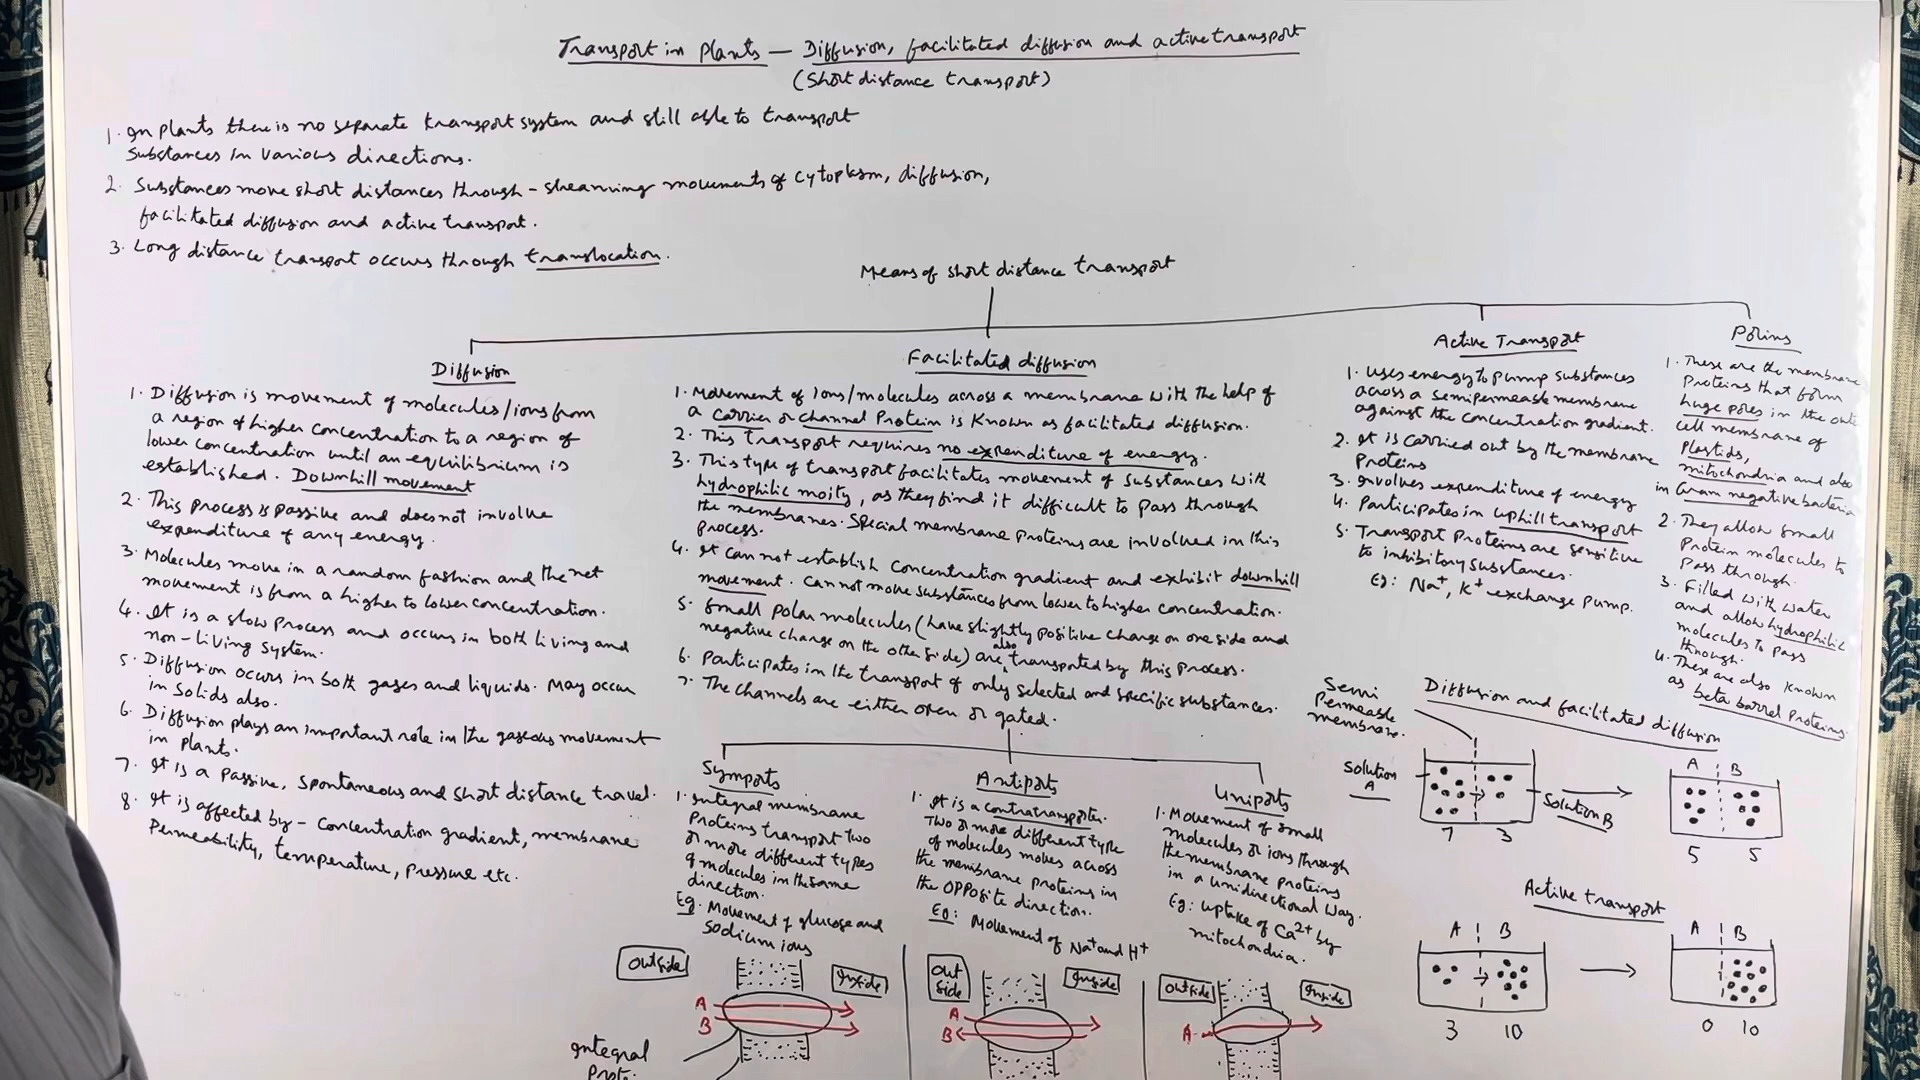 Transport in plants — Diffusion, facilitated diffusion and active transport
(Short distance transport)
1. In plants there is no separate transport system and still able to transport
substances in various directions.
2. Substances move short distances through - streaming movements of cytoplasm, diffusion,
facilitated diffusion and active transport.
3. Long distance transport occurs through translocation.
Means of short distance transport
Diffusion
1. Diffusion is movement of molecules/ions from
a region of higher concentration to a region of
lower concentration until an equilibrium is
established. Downhill movement
2. This process is passive and does not involve
expenditure of any energy.
3. Molecules move in a random fashion and the net
movement is from a higher to lower concentration.
4. It is a slow process and occurs in both living and
non-living system.
5. Diffusion occurs in both gases and liquids. May occur
in solids also.
6. Diffusion plays an important role in the gaseous movement
in plants.
7. It is a passive, spontaneous and short distance travel.
8. It is affected by - Concentration gradient, membrane
Permeability, temperature, pressure etc.
Facilitated diffusion
1. Movement of ions/molecules across a membrane with the help of
a carrier or channel protein is known as facilitated diffusion.
2. This transport requires no expenditure of energy.
3. This type of transport facilitates movement of substances with
hydrophilic moity, as they find it difficult to pass through
the membranes. Special membrane proteins are involved in this
process.
4. It can not establish concentration gradient and exhibit downhill
movement. Cannot move substances from lower to higher concentration.
5. Small polar molecules (have slightly positive charge on one side and
negative charge on the other side) are also transported by this process.
6. Participates in the transport of only selected and specific substances.
7. The channels are either open or gated.
Symports
1. Integral membrane
proteins transport two
or more different types
of molecules in the same
direction.
Eg. Movement of glucose and
sodium ions
Outside
Inside
A
B
Integral
Prote
Antiports
1. It is a contratransporter.
Two or more different type
of molecules moves across
the membrane proteins in
the opposite direction.
Eg: Movement of Na+ and H+
Out
side
Inside
A
B
Uniports
1. Movement of small
molecules or ions through
the membrane proteins
in a unidirectional way.
Eg: uptake of Ca2+ by
mitochondria.
Outside
Inside
A
Active Transport
1. Uses energy to pump substances
across a semipermeable membrane
against the concentration gradient.
2. It is carried out by the membrane
proteins
3. Involves expenditure of energy
4. Participates in uphill transport
5. Transport proteins are sensitive
to inhibitory substances.
Eg: Na+, K+ exchange pump.
Porins
1. These are the membrane
Proteins that form
huge pores in the oute
cell membrane of
plastids,
mitochondria and also
in Gram negative bacteria
2. They allow small
protein molecules to
pass through.
3. Filled with water
and allow hydrophilic
molecules to pass
through.
4. These are also known
as beta barrel proteins.
Diffusion and facilitated diffusion
Semi
Permeable
membrane.
Solution
A
Solution B
7 3
A B
5 5
Active transport
A B
3 10
A B
0 10